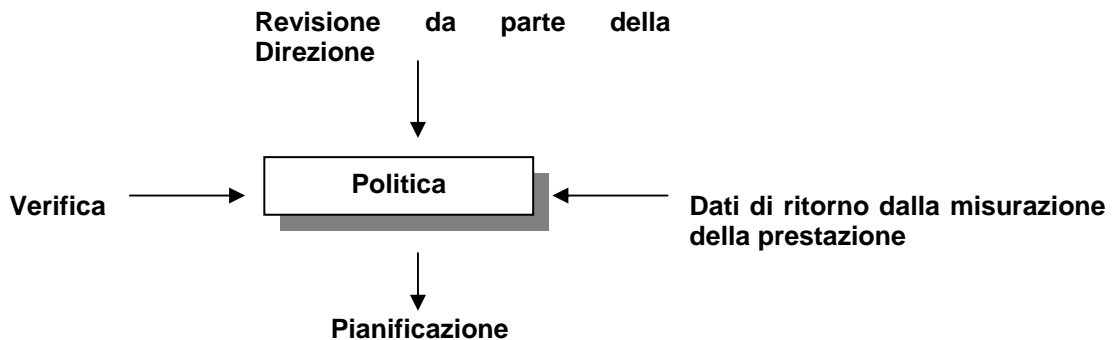 Revisione da parte della
Direzione
Politica
Verifica
Dati di ritorno dalla misurazione
della prestazione
Pianificazione